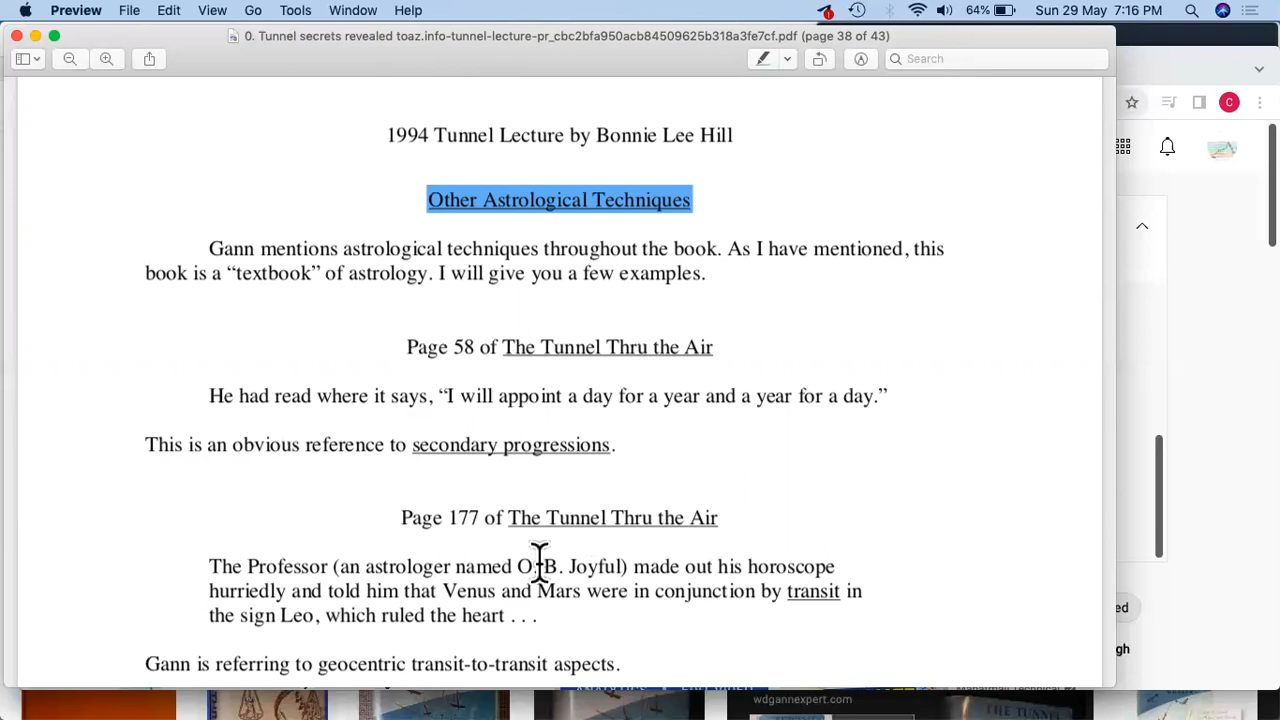 Preview File Edit View Go Tools Window Help 64% Sun 29 May 7:16 PM
0. Tunnel secrets revealed toaz.info-tunnel-lecture-pr_cbc2bfa950acb84509625b318a3fe7cf.pdf (page 38 of 43)
Search
C
1994 Tunnel Lecture by Bonnie Lee Hill
Other Astrological Techniques
Gann mentions astrological techniques throughout the book. As I have mentioned, this
book is a “textbook” of astrology. I will give you a few examples.
Page 58 of The Tunnel Thru the Air
He had read where it says, “I will appoint a day for a year and a year for a day.”
This is an obvious reference to secondary progressions.
Page 177 of The Tunnel Thru the Air
The Professor (an astrologer named O. B. Joyful) made out his horoscope
hurriedly and told him that Venus and Mars were in conjunction by transit in
the sign Leo, which ruled the heart . . .
Gann is referring to geocentric transit-to-transit aspects.
ed
gh
wdgannexpert.com